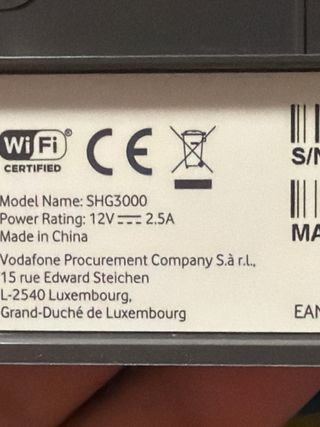 WiFi®
CERTIFIED
CE
Model Name: SHG3000
Power Rating: 12V ⎓ 2.5A
Made in China
Vodafone Procurement Company S.à r.l.,
15 rue Edward Steichen
L-2540 Luxembourg,
Grand-Duché de Luxembourg
S/N
MA
EAN